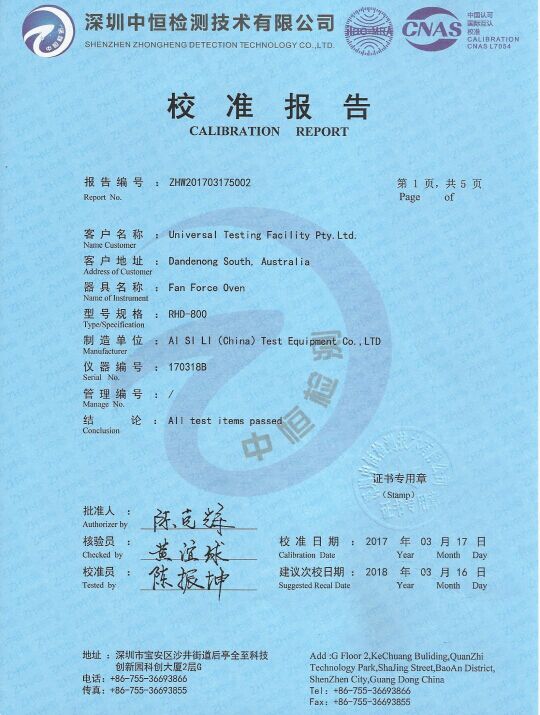 深圳中恒检测技术有限公司
SHENZHEN ZHONGHENG DETECTION TECHNOLOGY CO.,LTD.
ilac-MRA
CNAS
中国认可
国际互认
校准
CALIBRATION
CNAS L7054
校准报告
CALIBRATION REPORT
报告编号 : ZHW201703175002
Report No.
第 1 页, 共 5 页
Page of
客户名称 : Universal Testing Facility Pty.Ltd.
Name Customer
客户地址 : Dandenong South, Australia
Address of Customer
器具名称 : Fan Force Oven
Name of Instrument
型号规格 : RHD-800
Type/Specification
制造单位 : AI SI LI (China) Test Equipment Co.,LTD
Manufacturer
仪器编号 : 170318B
Serial No.
管理编号 : /
Manage No.
结 论 : All test items passed
Conclusion
中恒检测
证书专用章
(Stamp)
批准人 :
Authorizer by
核验员 : 黄谊球
Checked by
校准员 : 陈振坤
Tested by
校准日期 : 2017 年 03 月 17 日
Calibration Date Year Month Day
建议次校日期 : 2018 年 03 月 16 日
Suggested Recal Date Year Month Day
地址 : 深圳市宝安区沙井街道后亭全至科技
创新园科创大厦2层G
电话: +86-755-36693866
传真: +86-755-36693855
Add :G Floor 2,KeChuang Buliding,QuanZhi
Technology Park,ShaJing Street,BaoAn District,
ShenZhen City,Guang Dong China
Tel: +86-755-36693866
Fax: +86-755-36693855